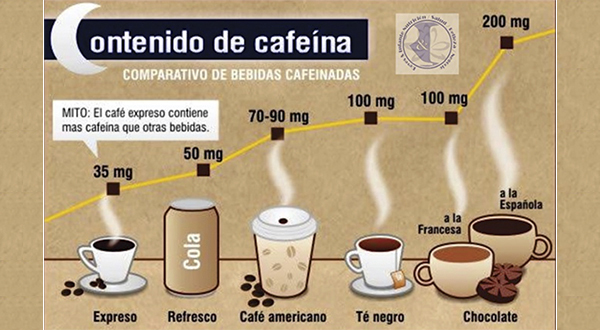 Contenido de cafeína
COMPARATIVO DE BEBIDAS CAFEINADAS
MITO: El café expreso contiene
mas cafeína que otras bebidas.
35 mg
50 mg
70-90 mg
100 mg
100 mg
200 mg
Cola
a la
Francesa
a la
Española
Expreso
Refresco
Café americano
Té negro
Chocolate